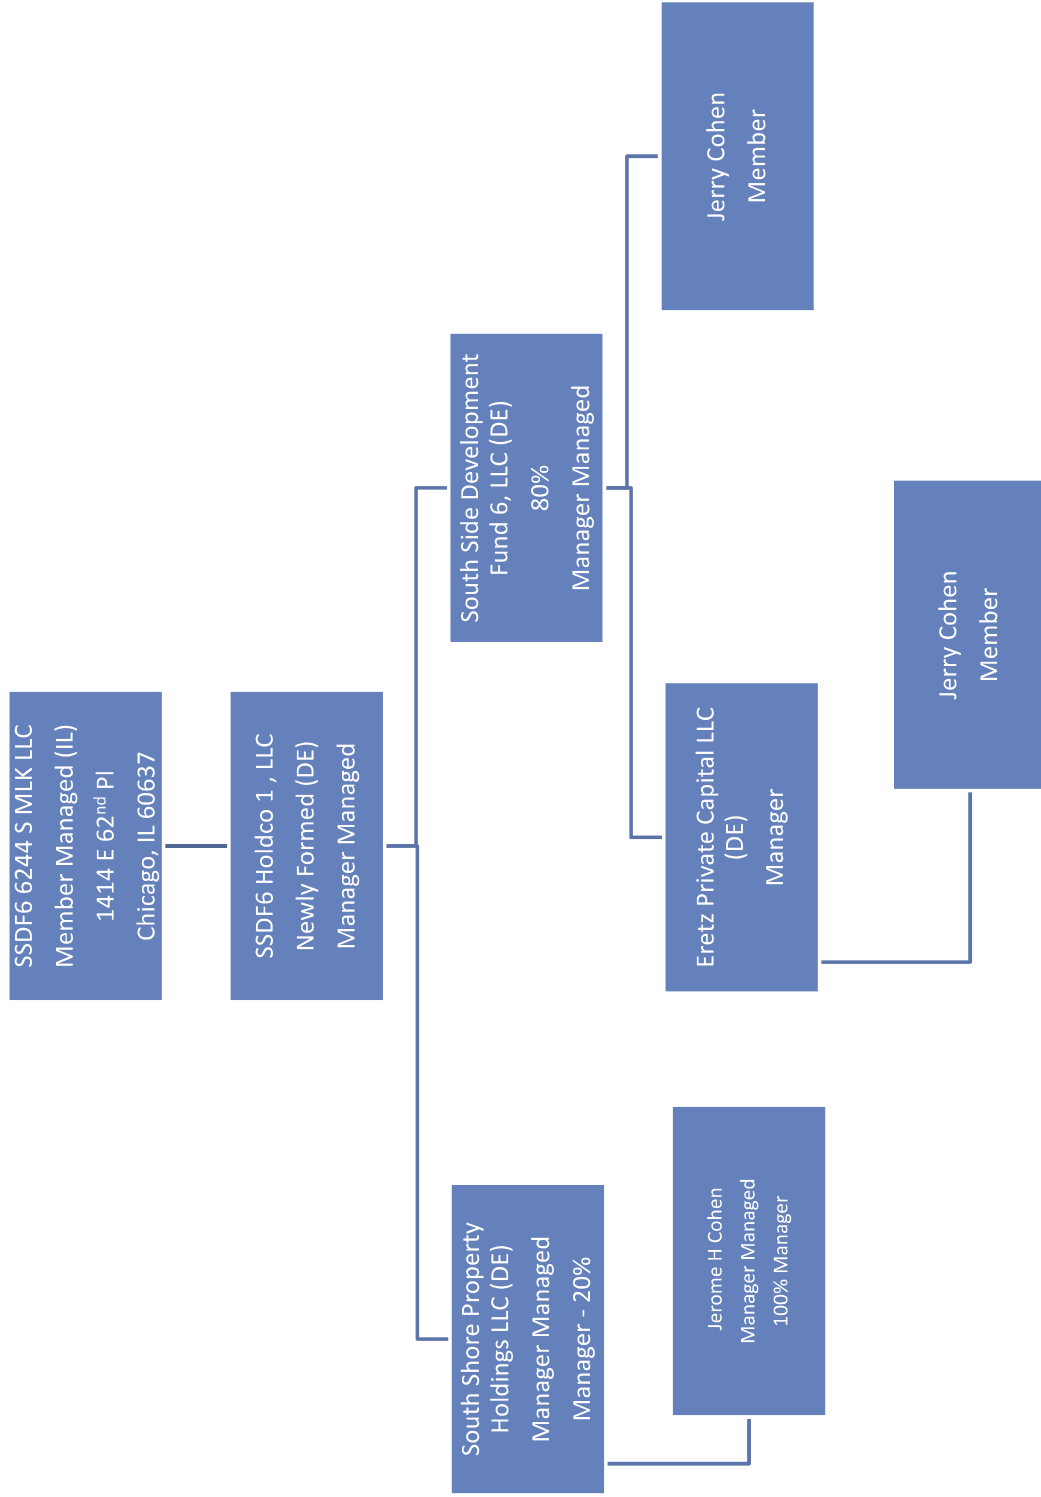 SSDF6 6244 S MLK LLC
Member Managed (IL)
1414 E 62nd Pl
Chicago, IL 60637
SSDF6 Holdco 1 , LLC
Newly Formed (DE)
Manager Managed
South Shore Property
Holdings LLC (DE)
Manager Managed
Manager - 20%
South Side Development
Fund 6, LLC (DE)
80%
Manager Managed
Jerome H Cohen
Manager Managed
100% Manager
Eretz Private Capital LLC
(DE)
Manager
Jerry Cohen
Member
Jerry Cohen
Member